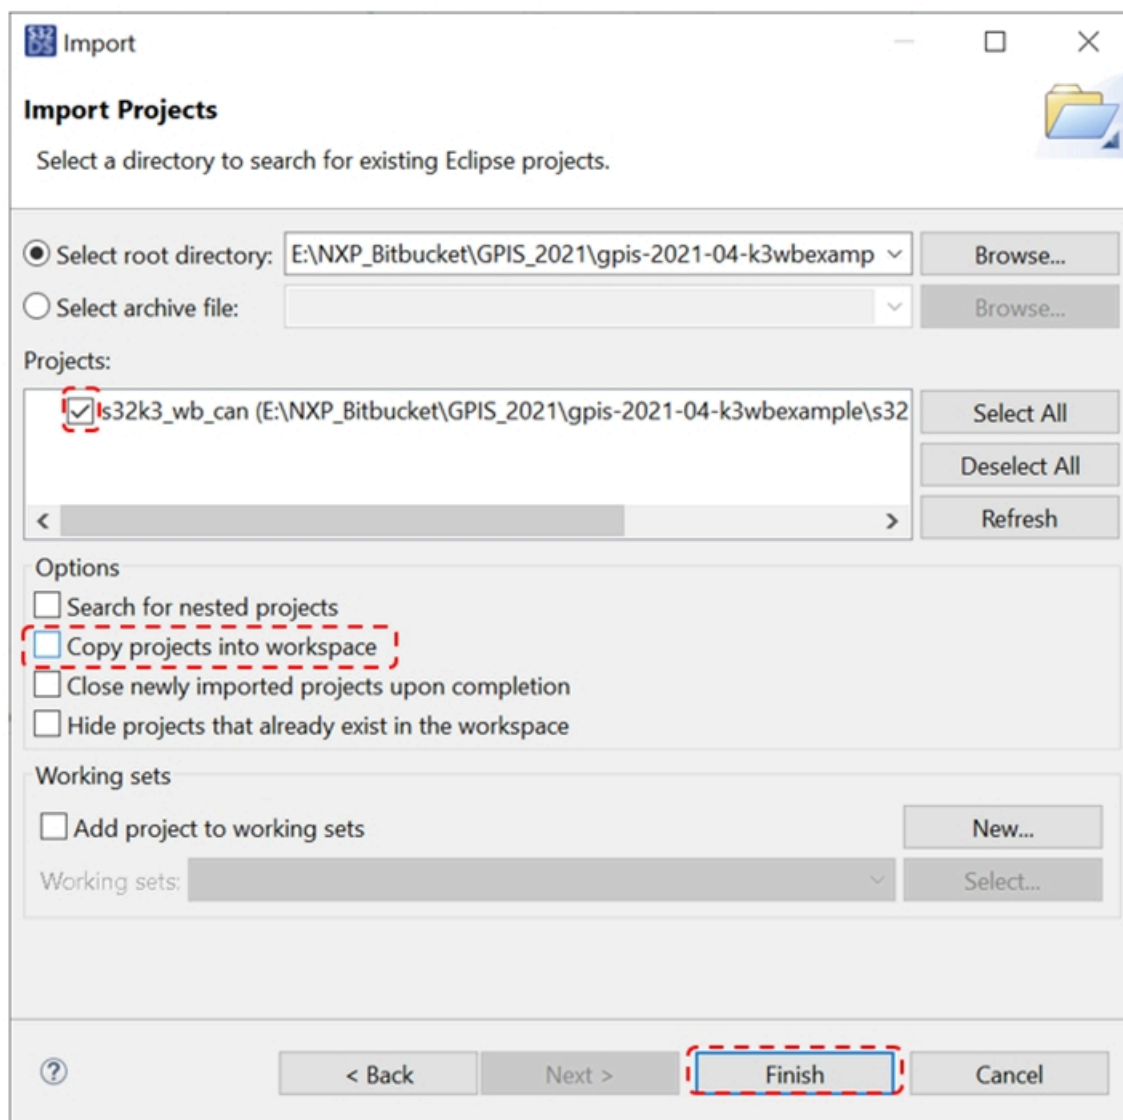 S32
DS
Import
Import Projects
Select a directory to search for existing Eclipse projects.
Select root directory: E:\NXP_Bitbucket\GPIS_2021\gpis-2021-04-k3wbexamp Browse...
Select archive file: Browse...
Projects:
s32k3_wb_can (E:\NXP_Bitbucket\GPIS_2021\gpis-2021-04-k3wbexample\s32 Select All
Deselect All
Refresh
Options
Search for nested projects
Copy projects into workspace
Close newly imported projects upon completion
Hide projects that already exist in the workspace
Working sets
Add project to working sets New...
Working sets: Select...
? < Back Next > Finish Cancel